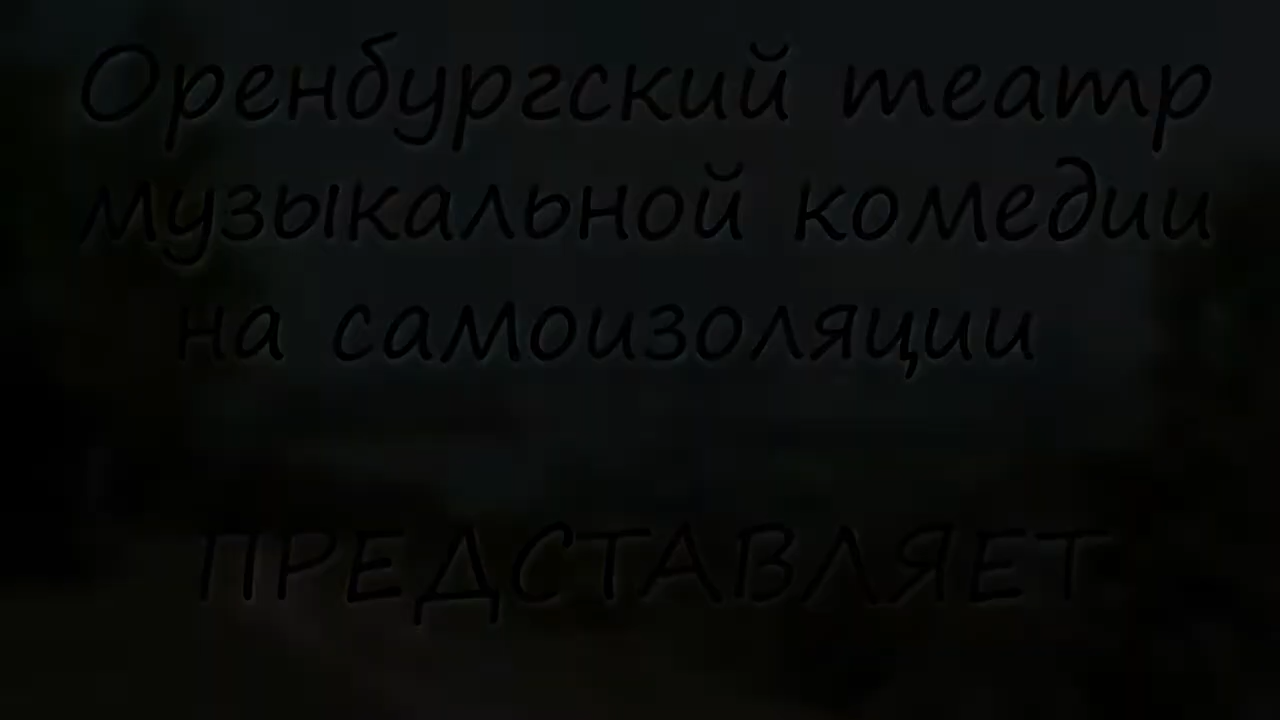 Оренбургский театр
музыкальной комедии
на самоизоляции
ПРЕДСТАВЛЯЕТ